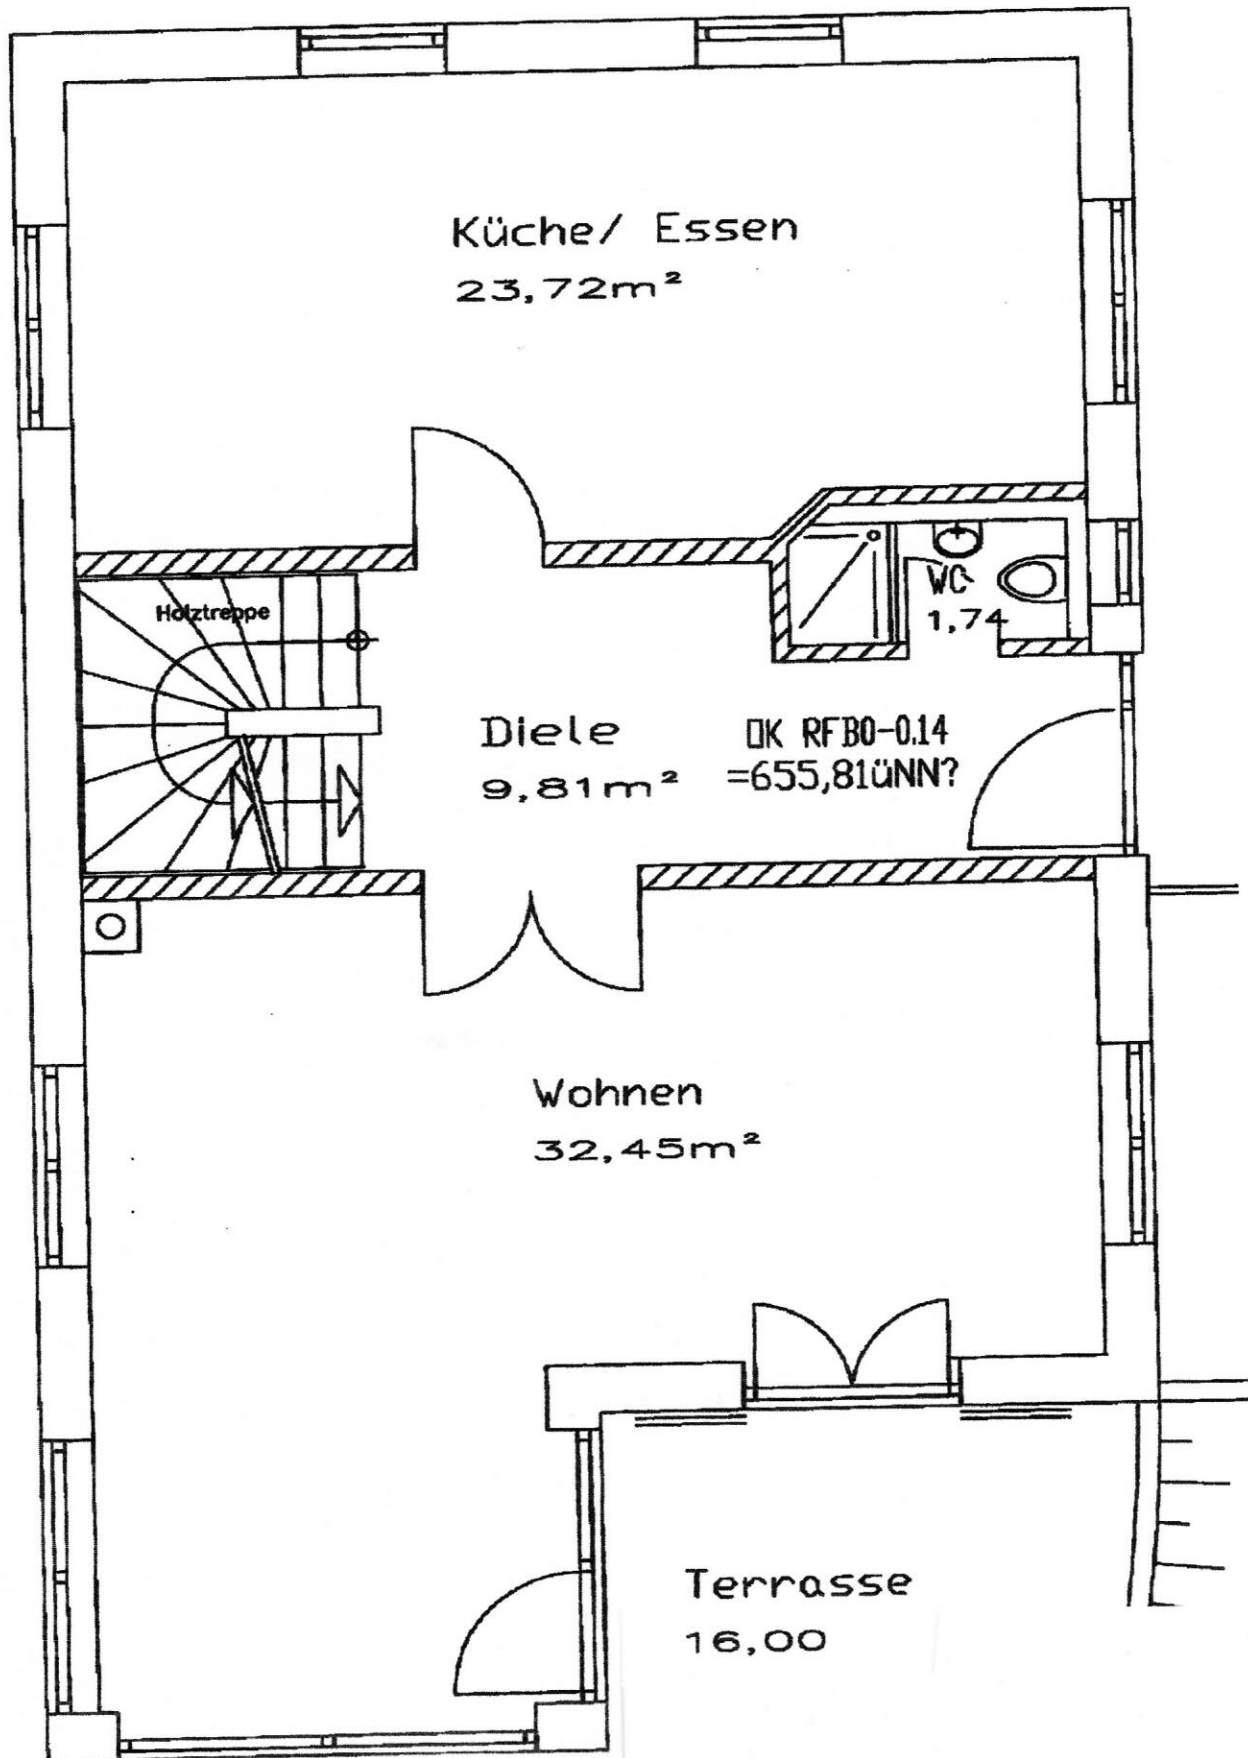 Küche/ Essen
23,72m²
Holztreppe
WC
1,74
Diele
9,81m²
OK RFB0-0.14
=655,81üNN?
Wohnen
32,45m²
Terrasse
16,00